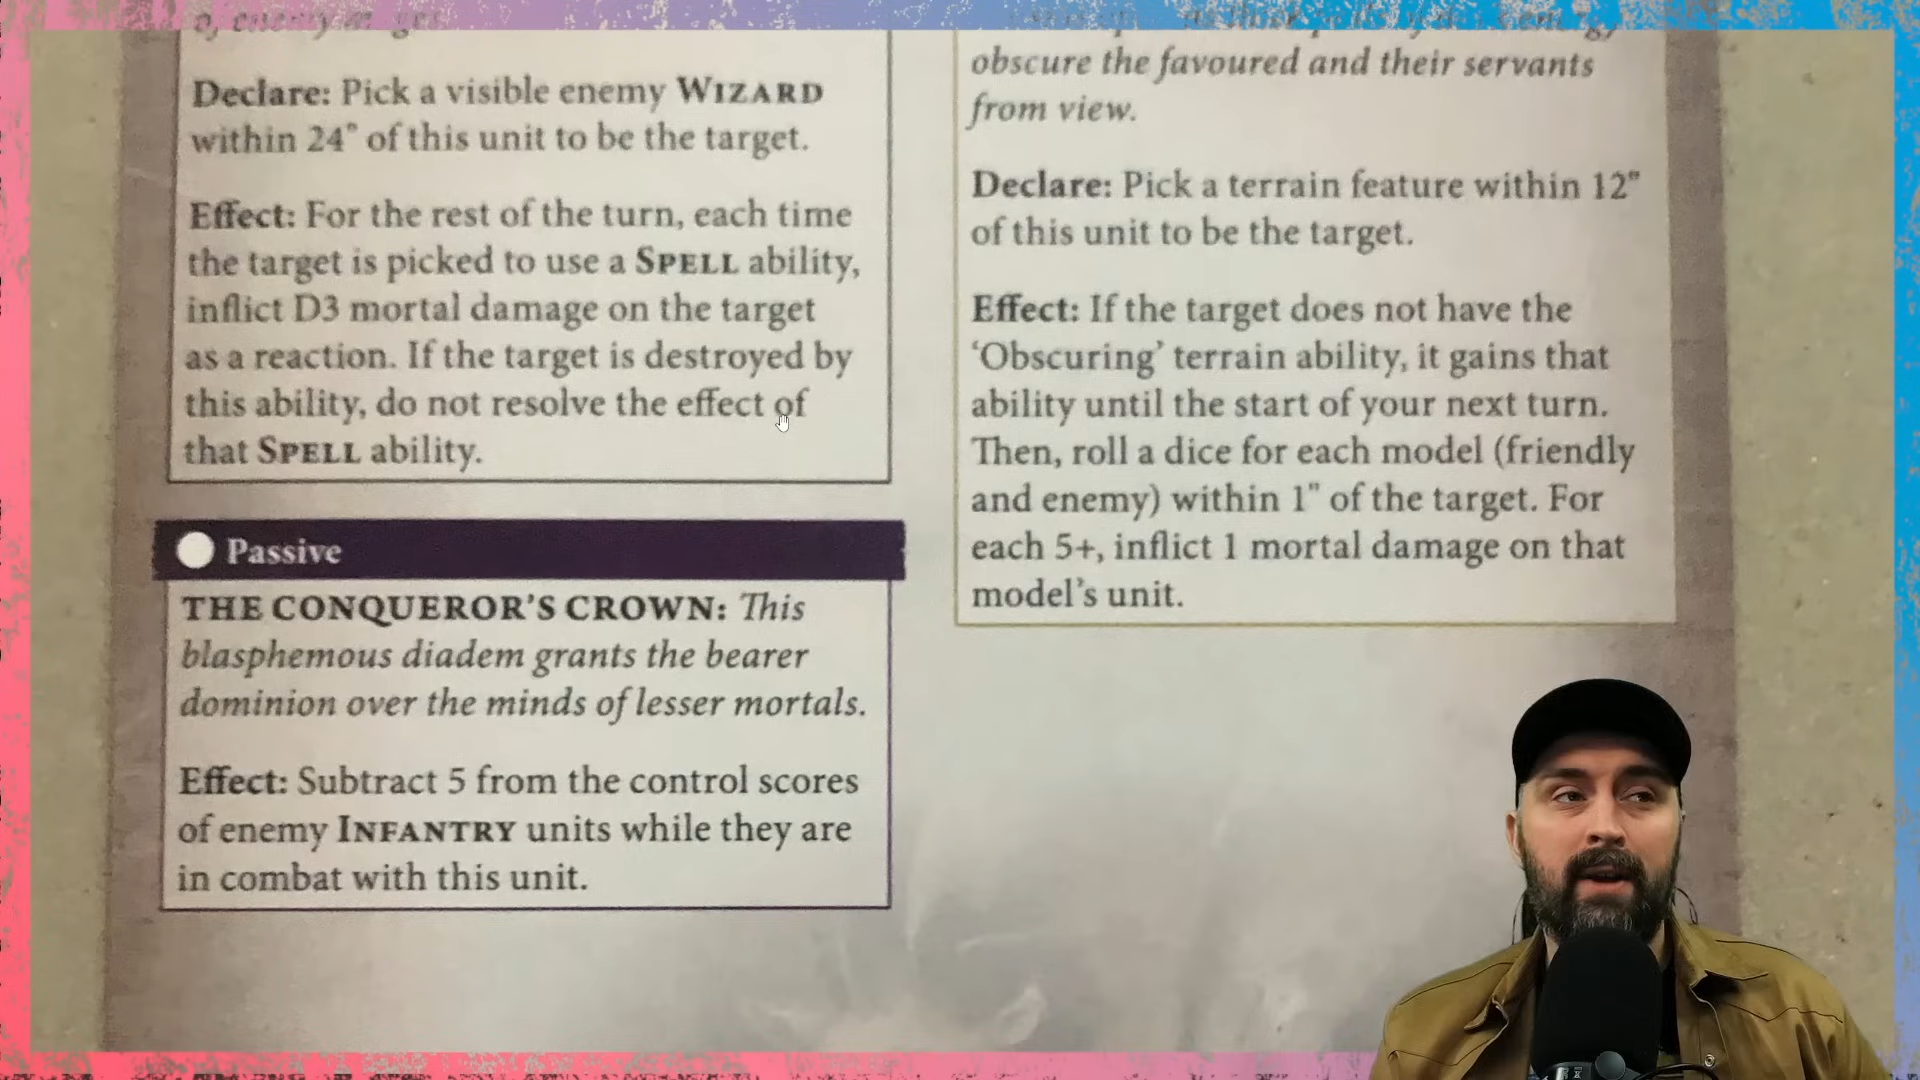 Declare: Pick a visible enemy WIZARD
within 24" of this unit to be the target.
Effect: For the rest of the turn, each time
the target is picked to use a SPELL ability,
inflict D3 mortal damage on the target
as a reaction. If the target is destroyed by
this ability, do not resolve the effect of
that SPELL ability.
Passive
THE CONQUEROR'S CROWN: This
blasphemous diadem grants the bearer
dominion over the minds of lesser mortals.
Effect: Subtract 5 from the control scores
of enemy INFANTRY units while they are
in combat with this unit.
obscure the favoured and their servants
from view.
Declare: Pick a terrain feature within 12"
of this unit to be the target.
Effect: If the target does not have the
‘Obscuring’ terrain ability, it gains that
ability until the start of your next turn.
Then, roll a dice for each model (friendly
and enemy) within 1" of the target. For
each 5+, inflict 1 mortal damage on that
model's unit.